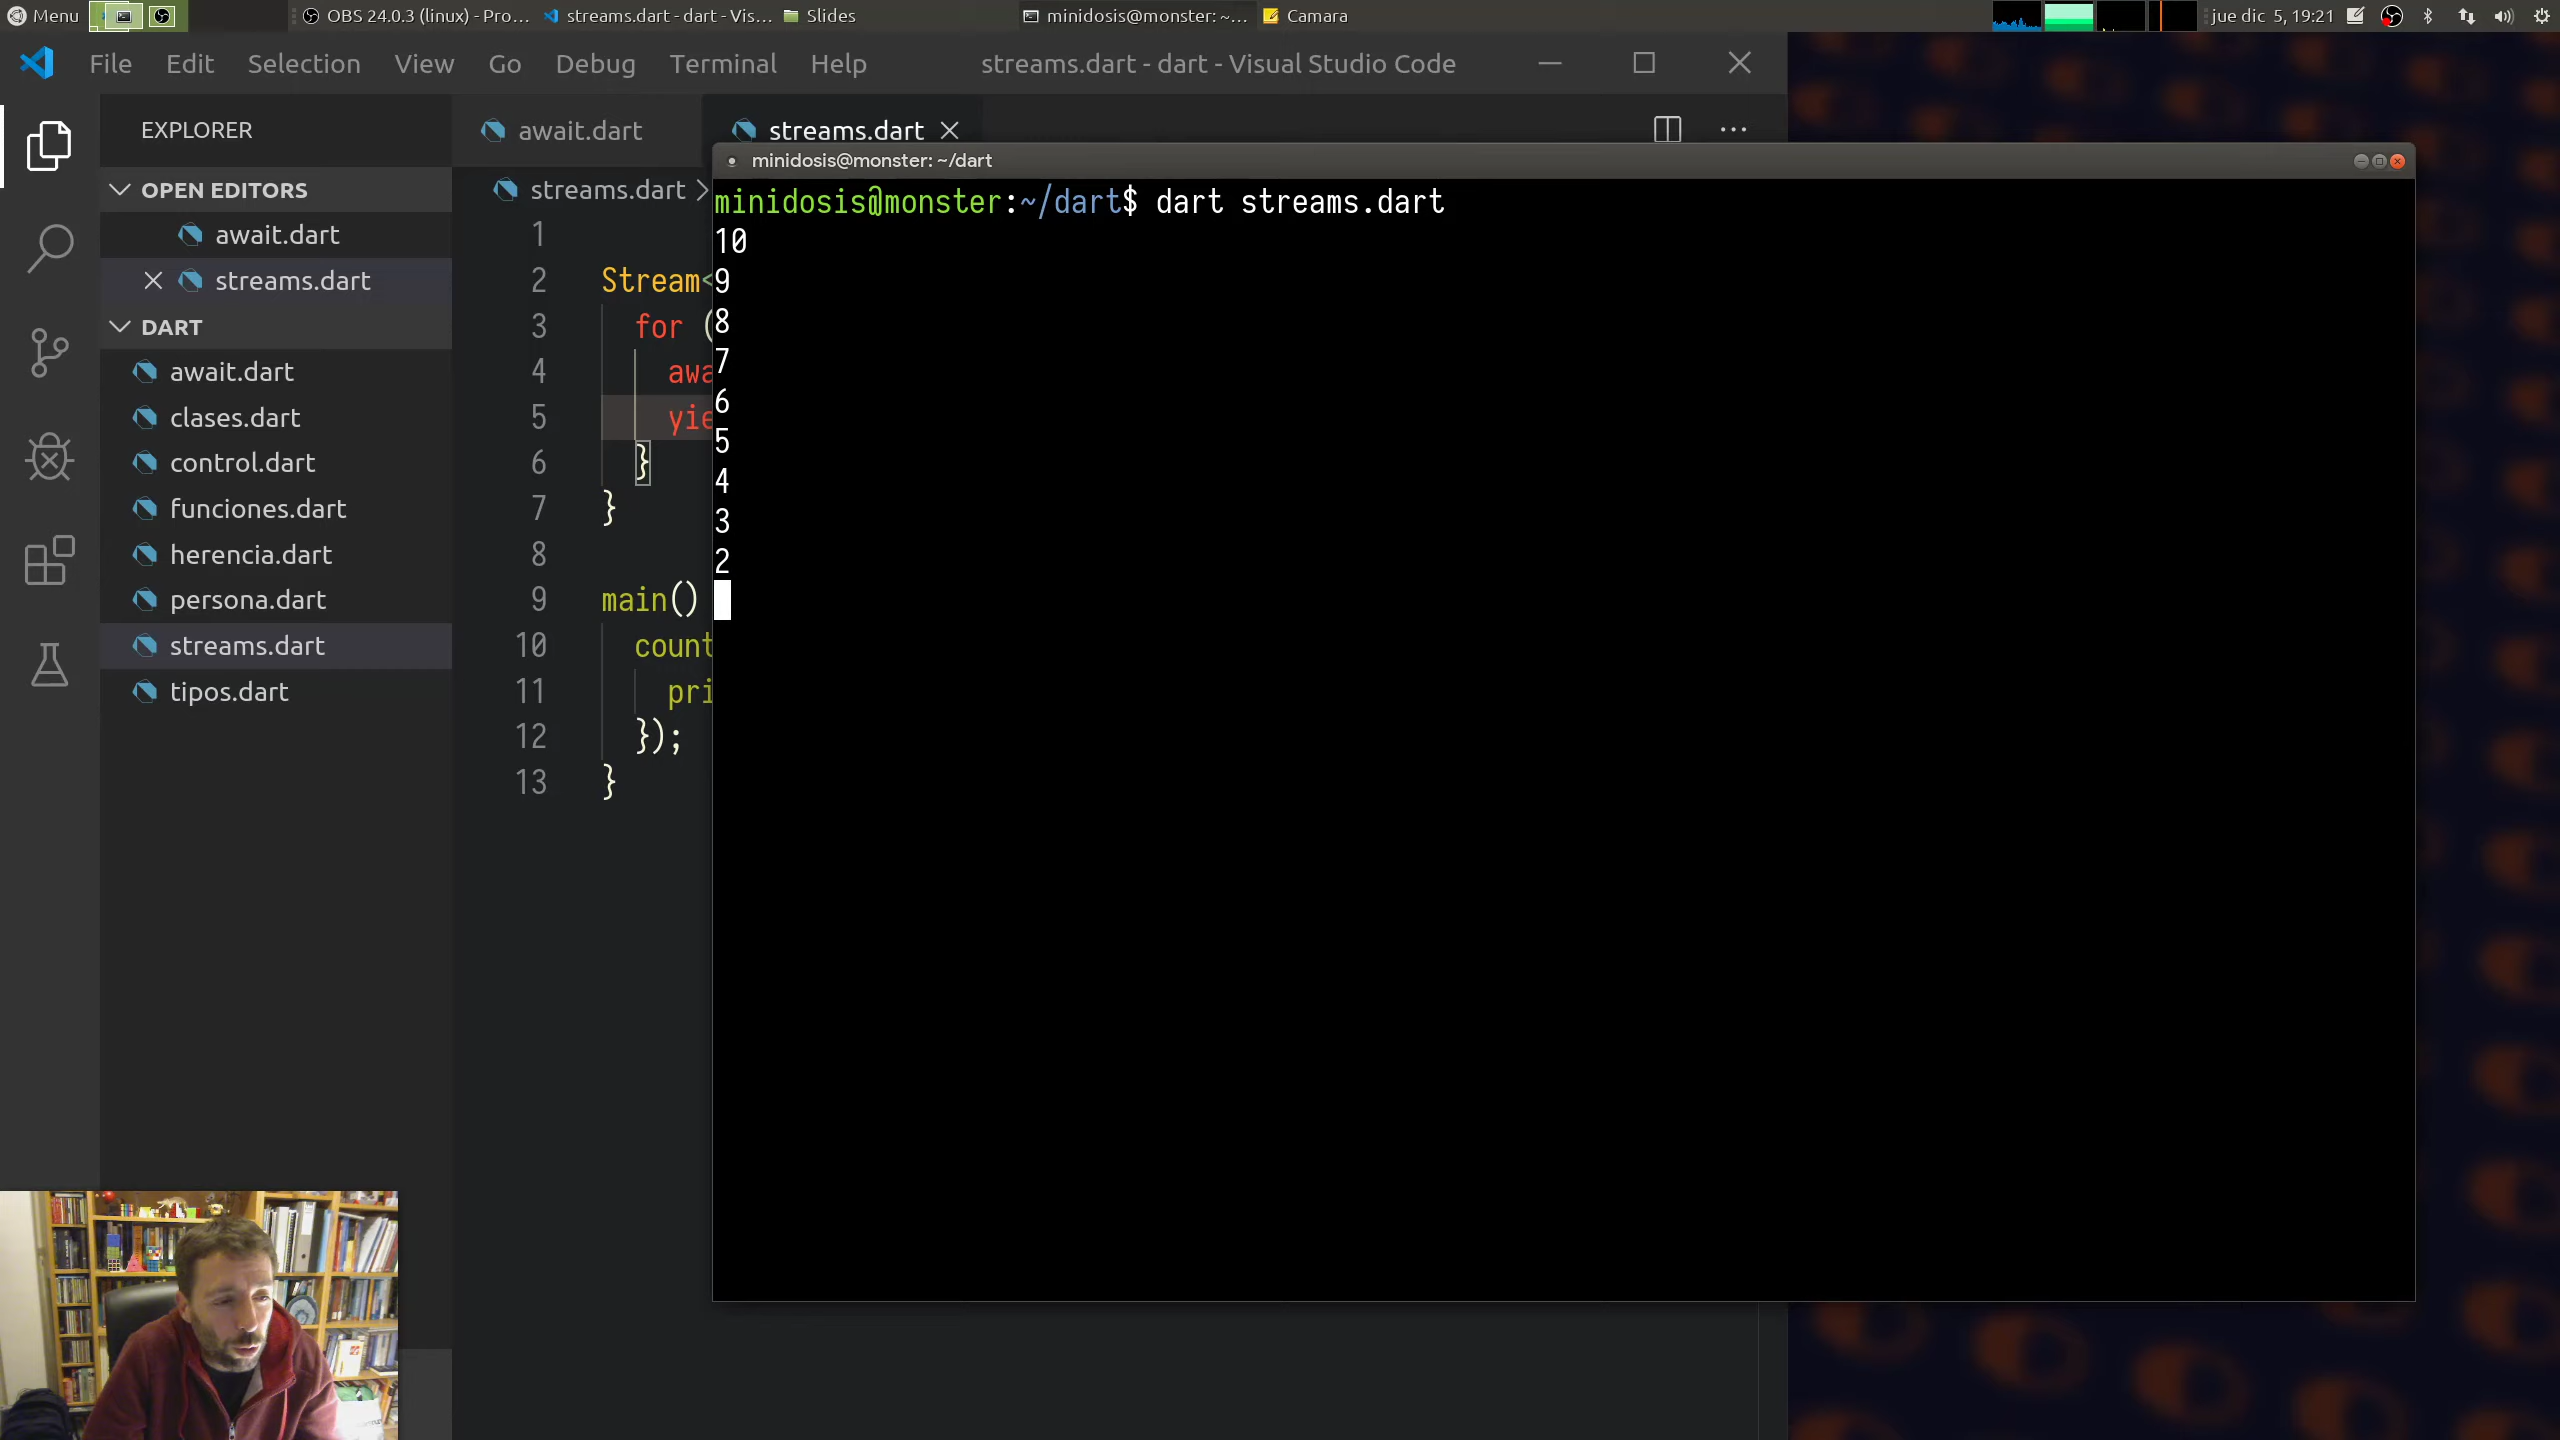 Menu
OBS 24.0.3 (linux) - Pro...
streams.dart - dart - Vis...
Slides
minidosis@monster: ~...
Camara
jue dic 5, 19:21
File Edit Selection View Go Debug Terminal Help
streams.dart - dart - Visual Studio Code
EXPLORER
OPEN EDITORS
await.dart
streams.dart
DART
await.dart
clases.dart
control.dart
funciones.dart
herencia.dart
persona.dart
streams.dart
tipos.dart
await.dart
streams.dart
streams.dart
1
2 Stream<
3 for (
4 awa
5 yie
6 }
7 }
8
9 main()
10 count
11 pri
12 });
13 }
minidosis@monster: ~/dart
minidosis@monster:~/dart$ dart streams.dart
10
9
8
7
6
5
4
3
2